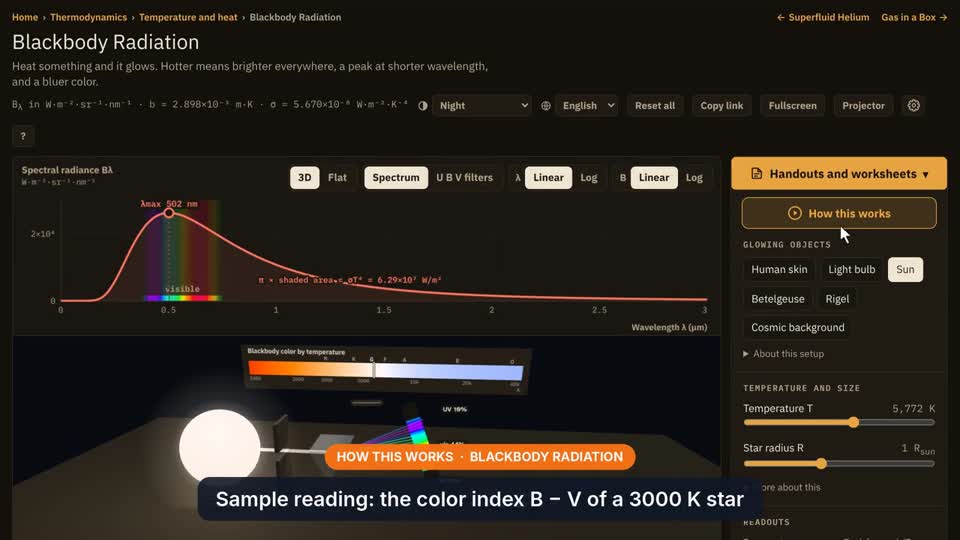 Home › Thermodynamics › Temperature and heat › Blackbody Radiation
← Superfluid Helium Gas in a Box →
Blackbody Radiation
Heat something and it glows. Hotter means brighter everywhere, a peak at shorter wavelength,
and a bluer color.
Bλ in W·m⁻²·sr⁻¹·nm⁻¹ · b = 2.898×10⁻³ m·K · σ = 5.670×10⁻⁸ W·m⁻²·K⁻⁴
Night
English
Reset all
Copy link
Fullscreen
Projector
?
Spectral radiance Bλ
W·m⁻²·sr⁻¹·nm⁻¹
3D Flat
Spectrum U B V filters
λ Linear Log
B Linear Log
λmax 502 nm
2×10⁴
π × shaded area = σT⁴ = 6.29×10⁷ W/m²
visible
0
0 0.5 1 1.5 2 2.5 3
Wavelength λ (μm)
Blackbody color by temperature
M K G F A B O
10k 20k 40k
K
UV 10%
Handouts and worksheets ▾
How this works
GLOWING OBJECTS
Human skin
Light bulb
Sun
Betelgeuse
Rigel
Cosmic background
▶ About this setup
TEMPERATURE AND SIZE
Temperature T 5,772 K
Star radius R 1 Rsun
more about this
READOUTS
HOW THIS WORKS · BLACKBODY RADIATION
Sample reading: the color index B − V of a 3000 K star